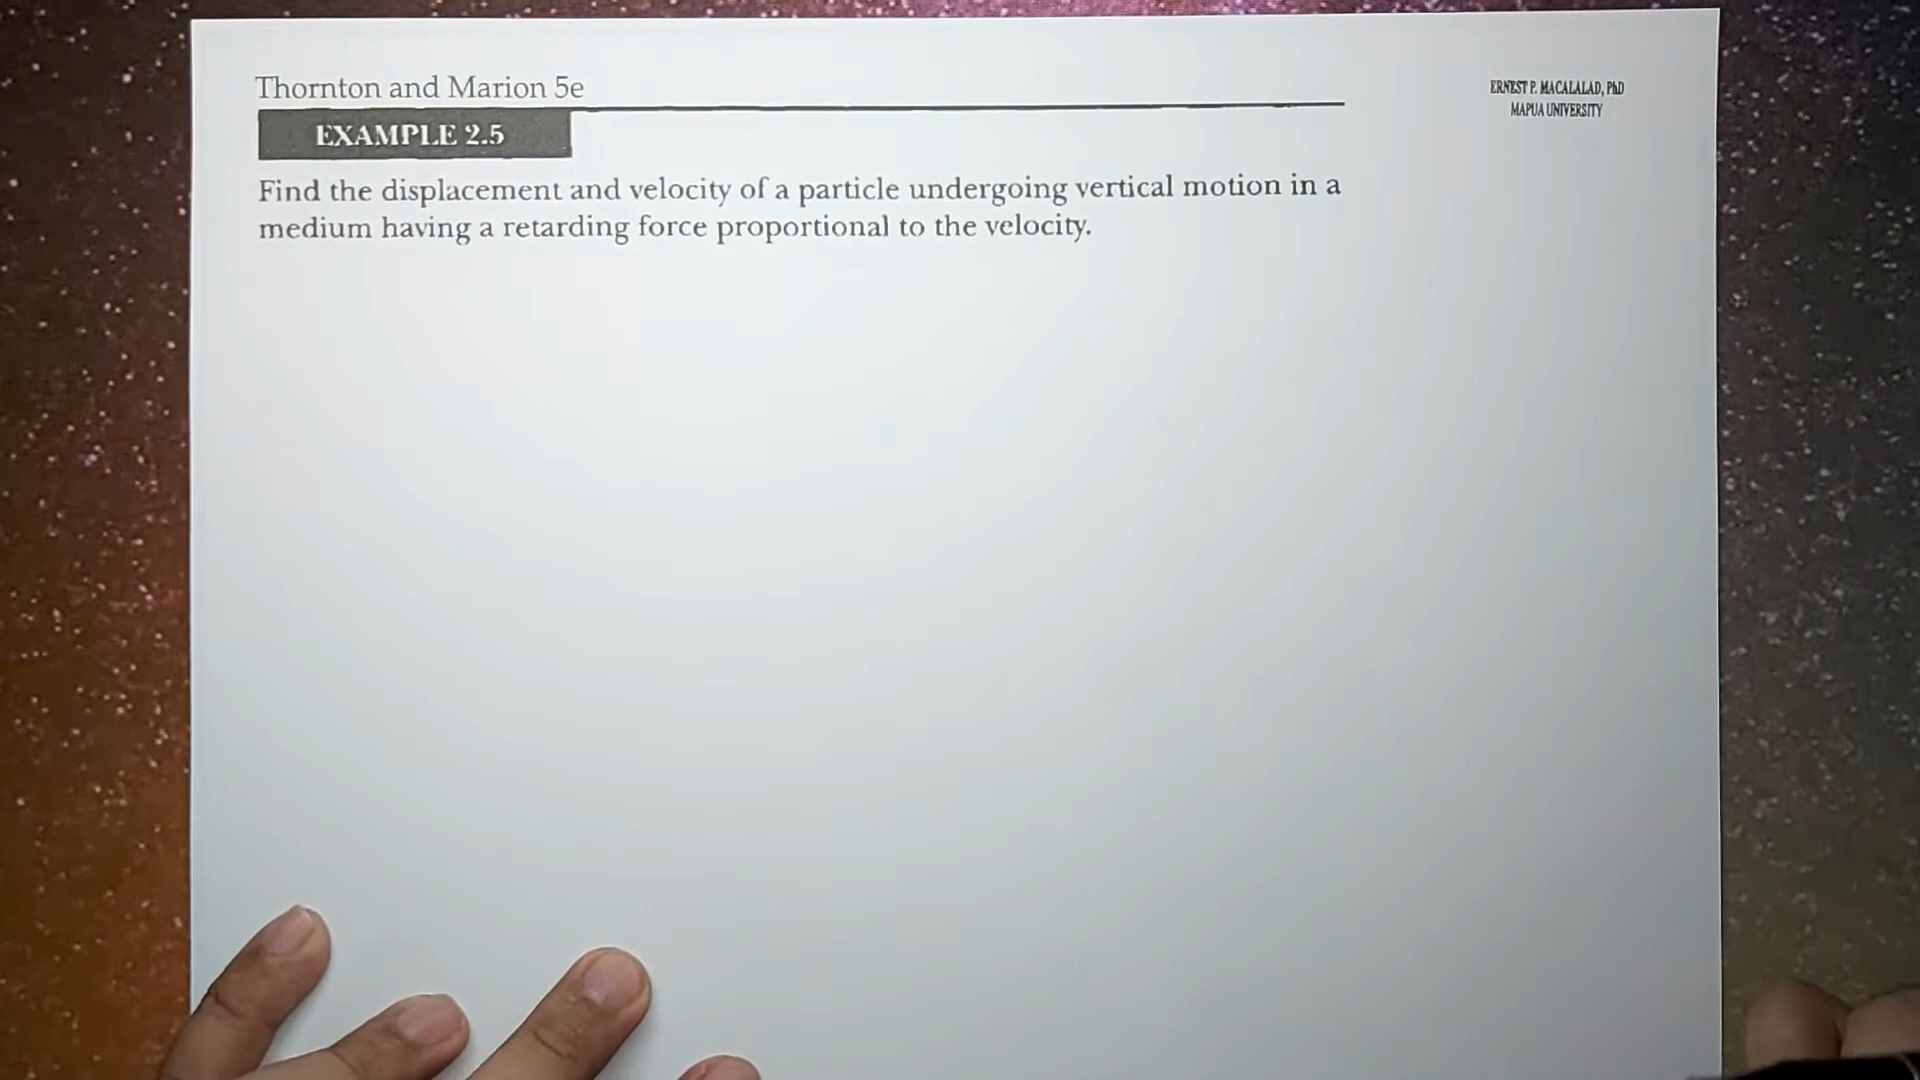 Thornton and Marion 5e
ERNEST P. MACALALAD, PhD
MAPUA UNIVERSITY
EXAMPLE 2.5
Find the displacement and velocity of a particle undergoing vertical motion in a
medium having a retarding force proportional to the velocity.